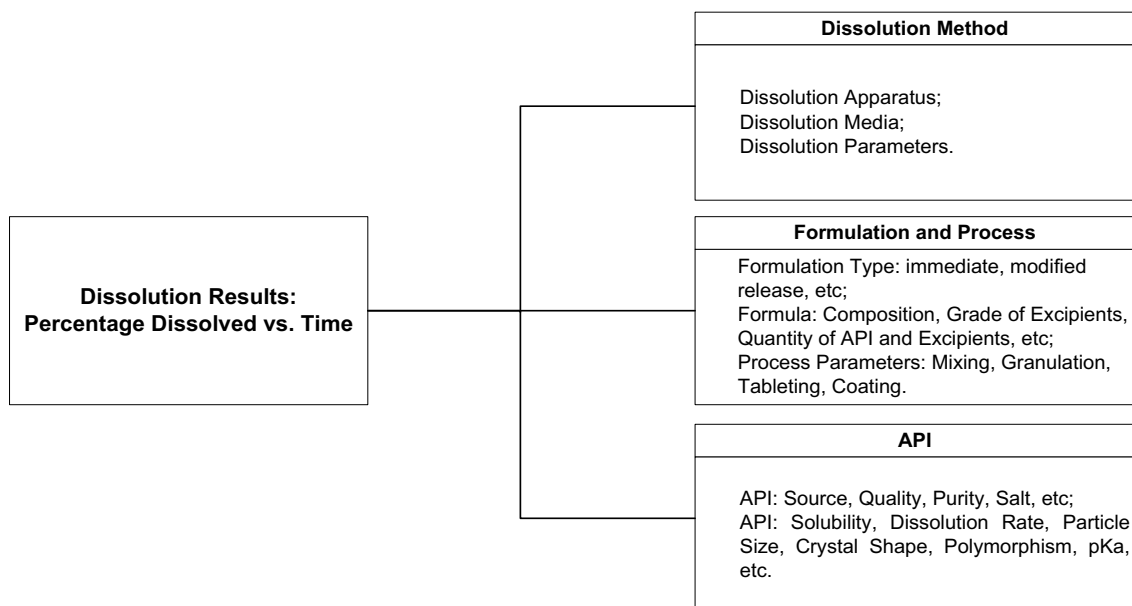 Dissolution Method
Dissolution Apparatus;
Dissolution Media;
Dissolution Parameters.
Dissolution Results:
Percentage Dissolved vs. Time
Formulation and Process
Formulation Type: immediate, modified
release, etc;
Formula: Composition, Grade of Excipients,
Quantity of API and Excipients, etc;
Process Parameters: Mixing, Granulation,
Tableting, Coating.
API
API: Source, Quality, Purity, Salt, etc;
API: Solubility, Dissolution Rate, Particle
Size, Crystal Shape, Polymorphism, pKa,
etc.